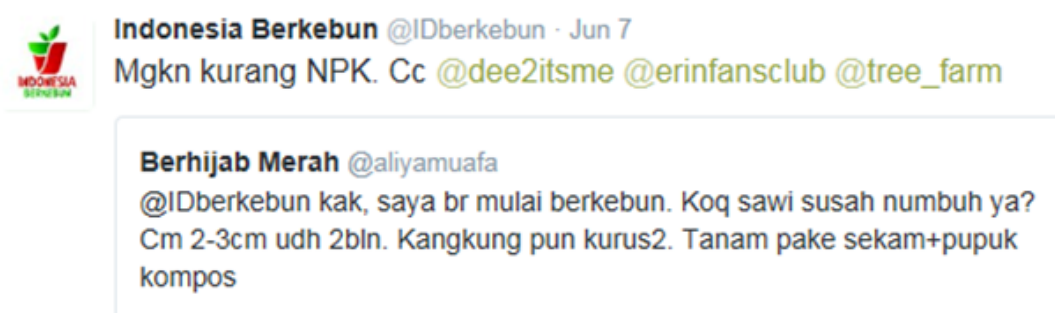 Indonesia Berkebun @IDberkebun · Jun 7
Mgkn kurang NPK. Cc @dee2itsme @erinfansclub @tree_farm
INDONESIA
BERKEBUN
Berhijab Merah @aliyamuafa
@IDberkebun kak, saya br mulai berkebun. Koq sawi susah numbuh ya?
Cm 2-3cm udh 2bln. Kangkung pun kurus2. Tanam pake sekam+pupuk
kompos